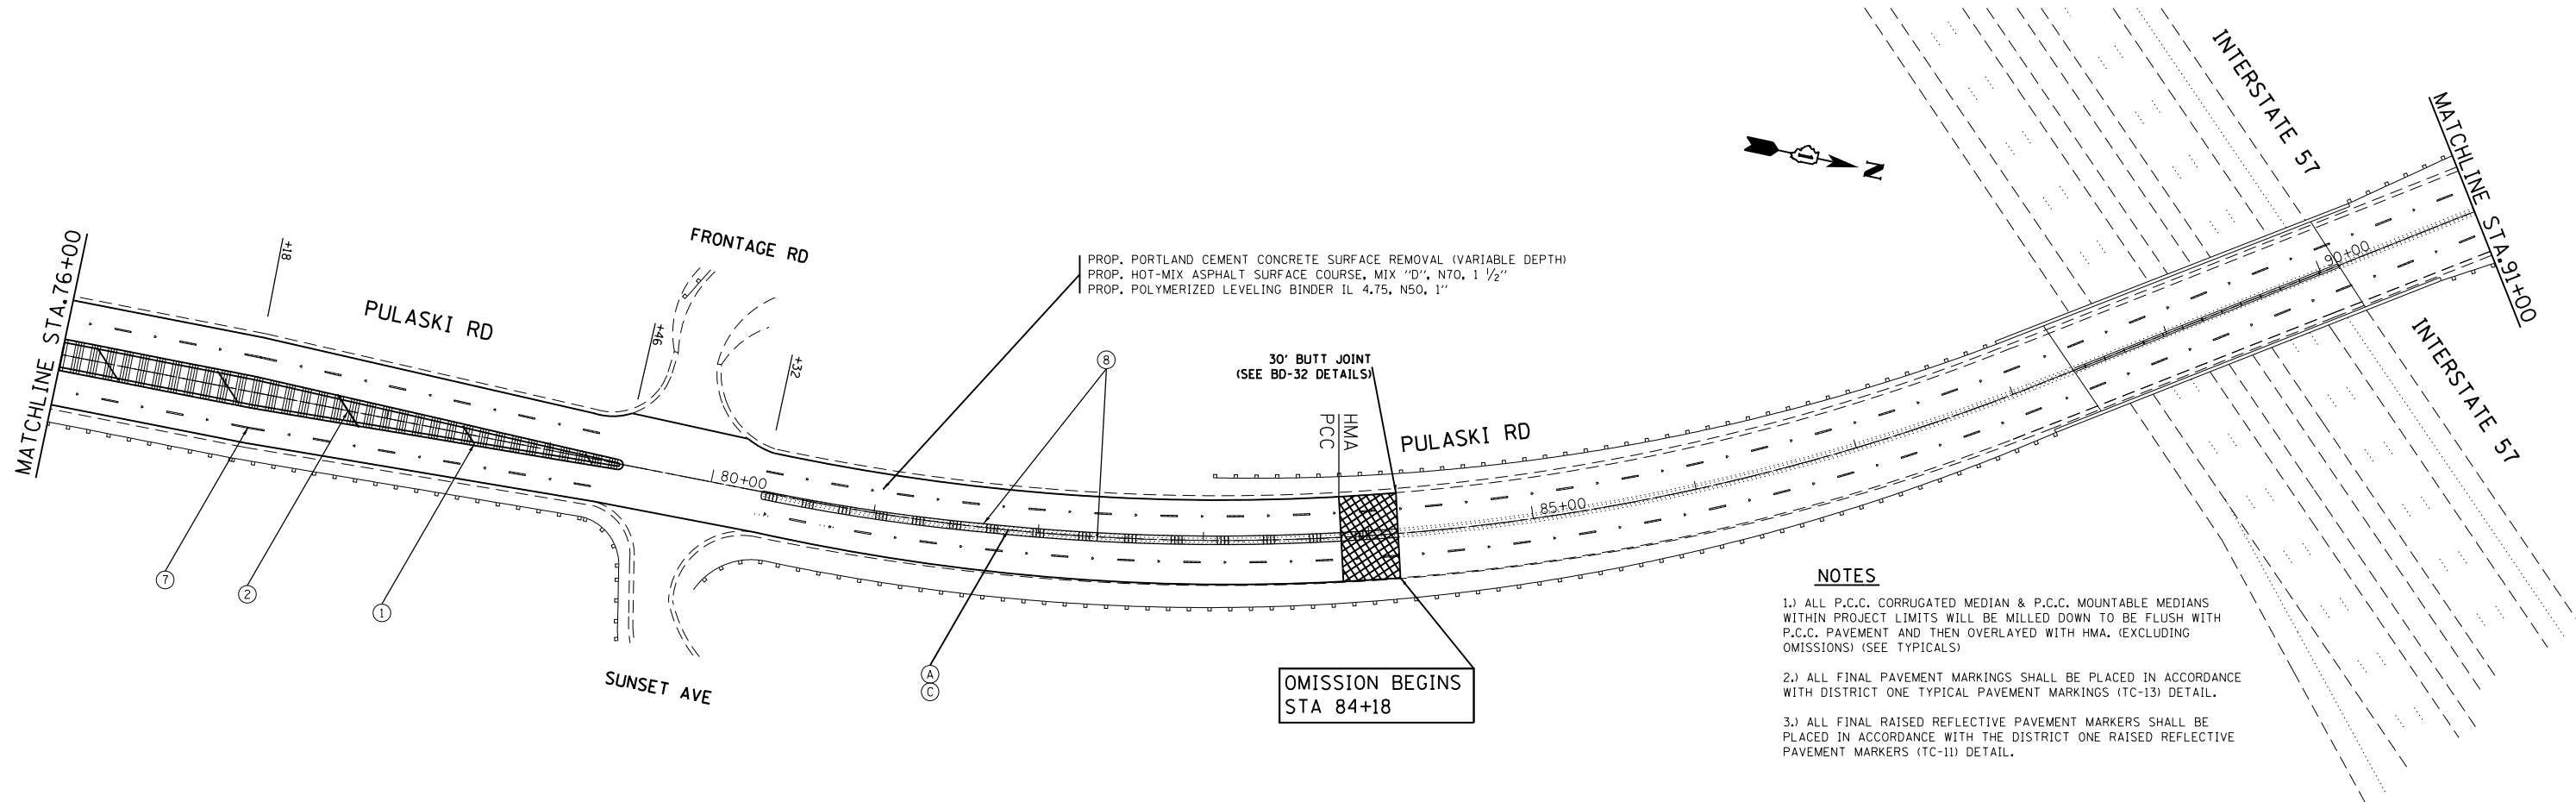 MATCHLINE STA.76+00
+18
PULASKI RD
FRONTAGE RD
+46
+32
80+00
SUNSET AVE
7
2
1
PROP. PORTLAND CEMENT CONCRETE SURFACE REMOVAL (VARIABLE DEPTH)
PROP. HOT-MIX ASPHALT SURFACE COURSE, MIX "D", N70, 1 1/2"
PROP. POLYMERIZED LEVELING BINDER IL 4.75, N50, 1"
8
30' BUTT JOINT
(SEE BD-32 DETAILS)
PCC
HMA
PULASKI RD
85+00
A
C
OMISSION BEGINS
STA 84+18
1
N
INTERSTATE 57
MATCHLINE STA.91+00
90+00
INTERSTATE 57
NOTES
1.) ALL P.C.C. CORRUGATED MEDIAN & P.C.C. MOUNTABLE MEDIANS
WITHIN PROJECT LIMITS WILL BE MILLED DOWN TO BE FLUSH WITH
P.C.C. PAVEMENT AND THEN OVERLAYED WITH HMA. (EXCLUDING
OMISSIONS) (SEE TYPICALS)
2.) ALL FINAL PAVEMENT MARKINGS SHALL BE PLACED IN ACCORDANCE
WITH DISTRICT ONE TYPICAL PAVEMENT MARKINGS (TC-13) DETAIL.
3.) ALL FINAL RAISED REFLECTIVE PAVEMENT MARKERS SHALL BE
PLACED IN ACCORDANCE WITH THE DISTRICT ONE RAISED REFLECTIVE
PAVEMENT MARKERS (TC-11) DETAIL.